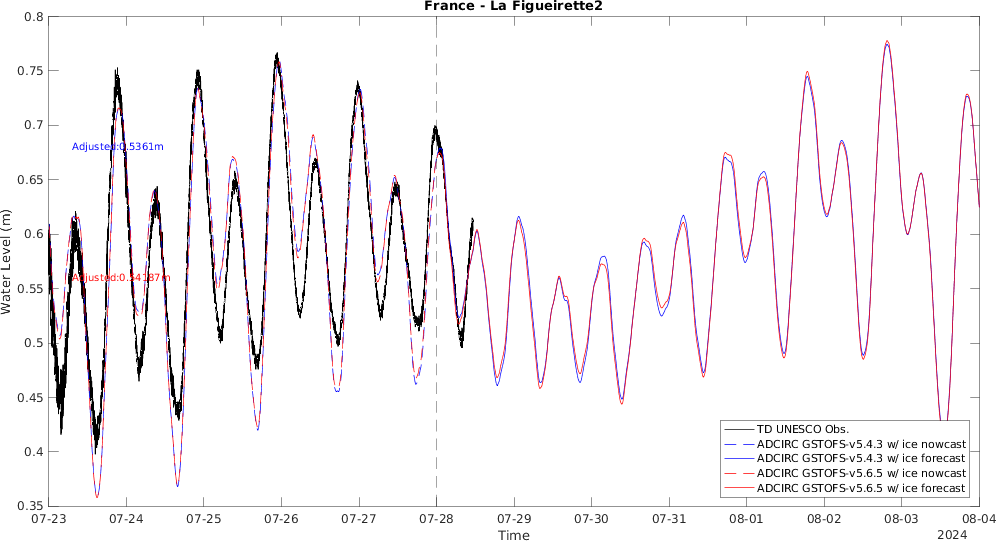 France - La Figueirette2
0.8
0.75
0.7
0.65
0.6
0.55
0.5
0.45
0.4
0.35
Water Level (m)
Adjusted:0.5361m
Adjusted:0.54187m
07-23 07-24 07-25 07-26 07-27 07-28 07-29 07-30 07-31 08-01 08-02 08-03 08-04
Time
2024
TD UNESCO Obs.
ADCIRC GSTOFS-v5.4.3 w/ ice nowcast
ADCIRC GSTOFS-v5.4.3 w/ ice forecast
ADCIRC GSTOFS-v5.6.5 w/ ice nowcast
ADCIRC GSTOFS-v5.6.5 w/ ice forecast